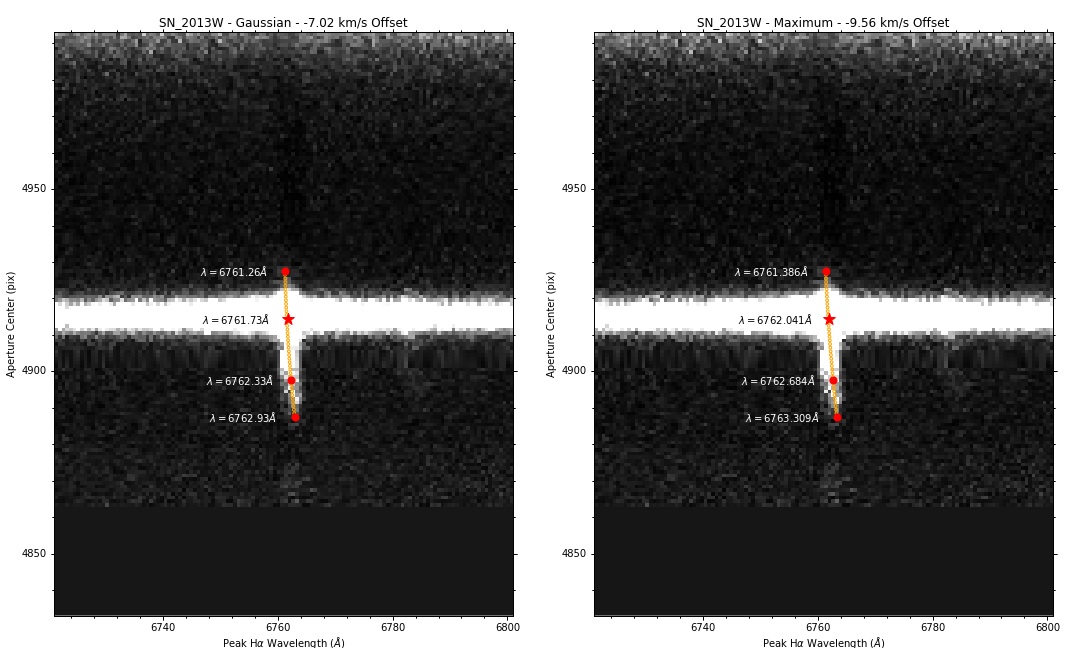 SN_2013W - Gaussian - -7.02 km/s Offset
4950
4900
4850
Aperture Center (pix)
λ = 6761.26Å
λ = 6761.73Å
λ = 6762.33Å
λ = 6762.93Å
6740 6760 6780 6800
Peak Hα Wavelength (Å)
SN_2013W - Maximum - -9.56 km/s Offset
4950
4900
4850
Aperture Center (pix)
λ = 6761.386Å
λ = 6762.041Å
λ = 6762.684Å
λ = 6763.309Å
6740 6760 6780 6800
Peak Hα Wavelength (Å)